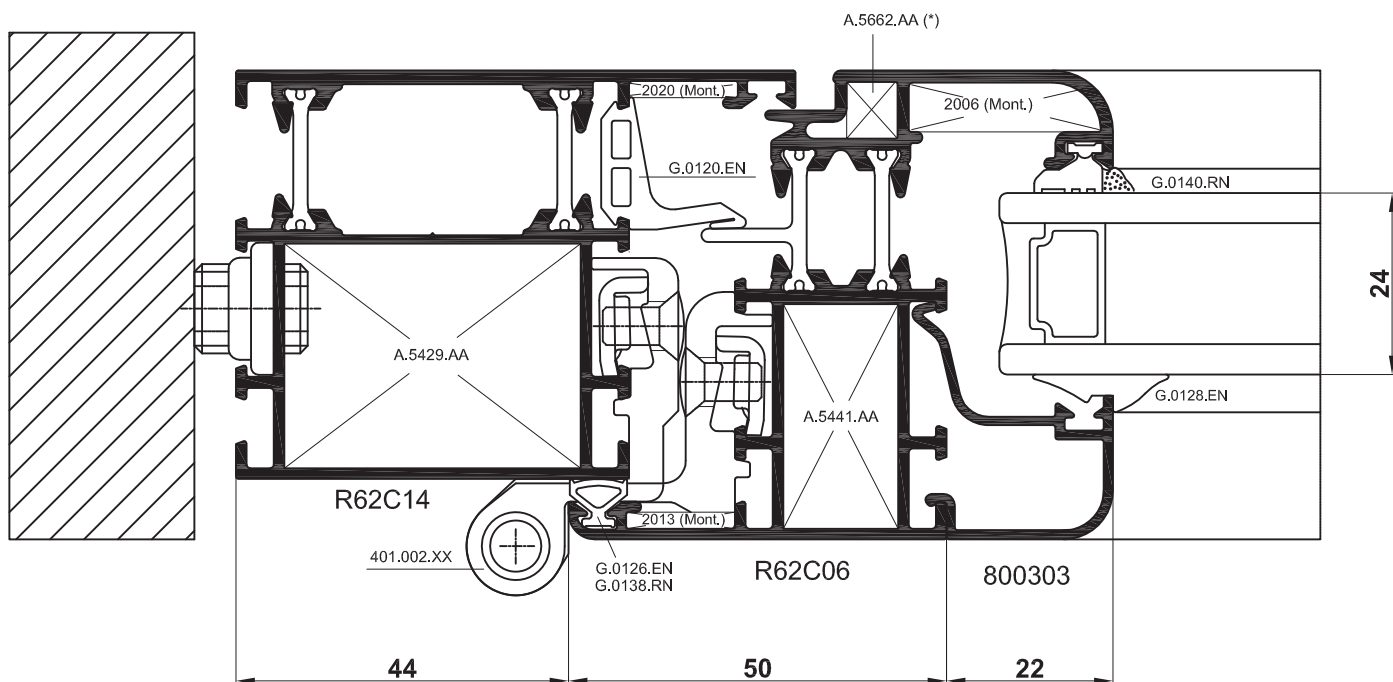 A.5662.AA (*)
2020 (Mont.)
2006 (Mont.)
G.0120.EN
G.0140.RN
24
A.5429.AA
G.0128.EN
A.5441.AA
R62C14
2013 (Mont.)
401.002.XX
G.0126.EN
G.0138.RN
R62C06
800303
44
50
22